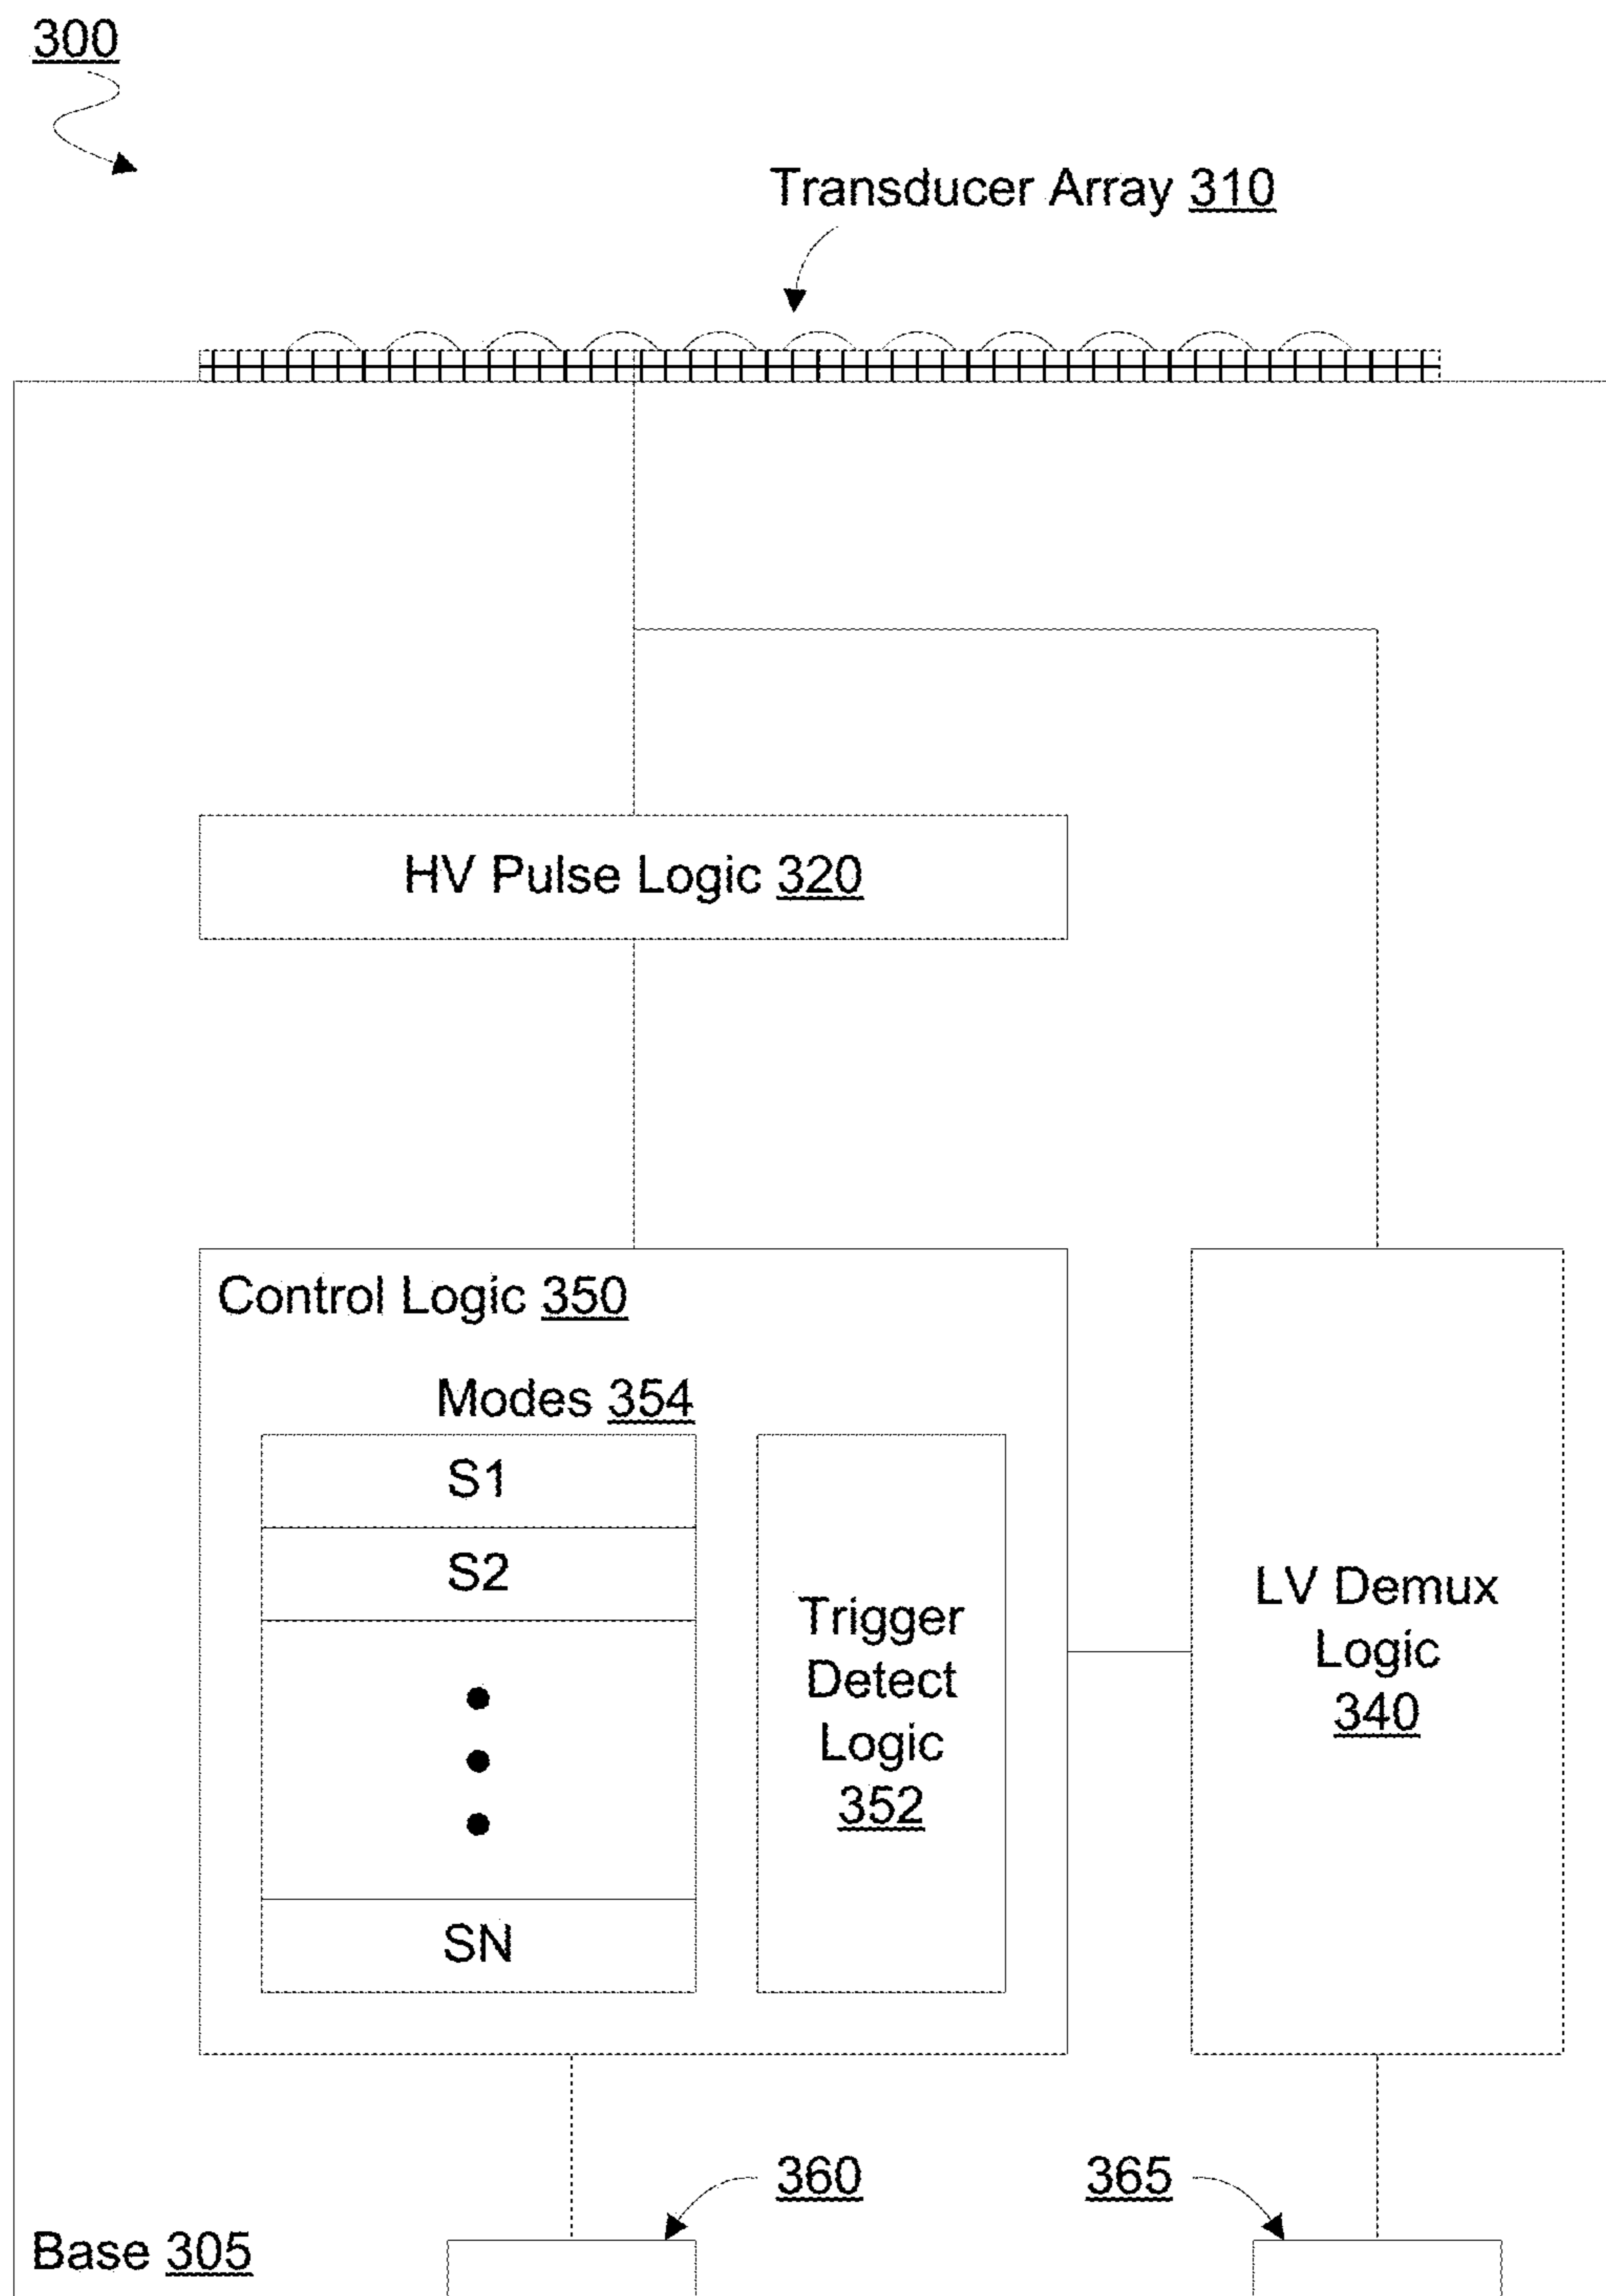 300
Transducer Array 310
HV Pulse Logic 320
Control Logic 350
Modes 354
S1
S2
SN
Trigger
Detect
Logic
352
LV Demux
Logic
340
360
365
Base 305